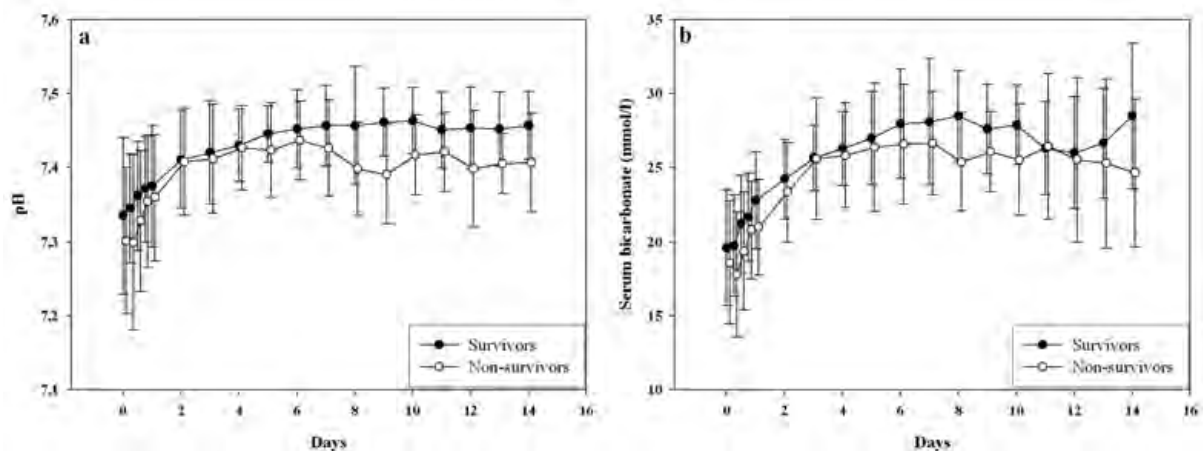 a
7,6
7,5
7,4
7,3
7,2
7,1
pH
0 2 4 6 8 10 12 14 16
Days
Survivors
Non-survivors
b
35
30
25
20
15
10
Serum bicarbonate (mmol/l)
0 2 4 6 8 10 12 14 16
Days
Survivors
Non-survivors